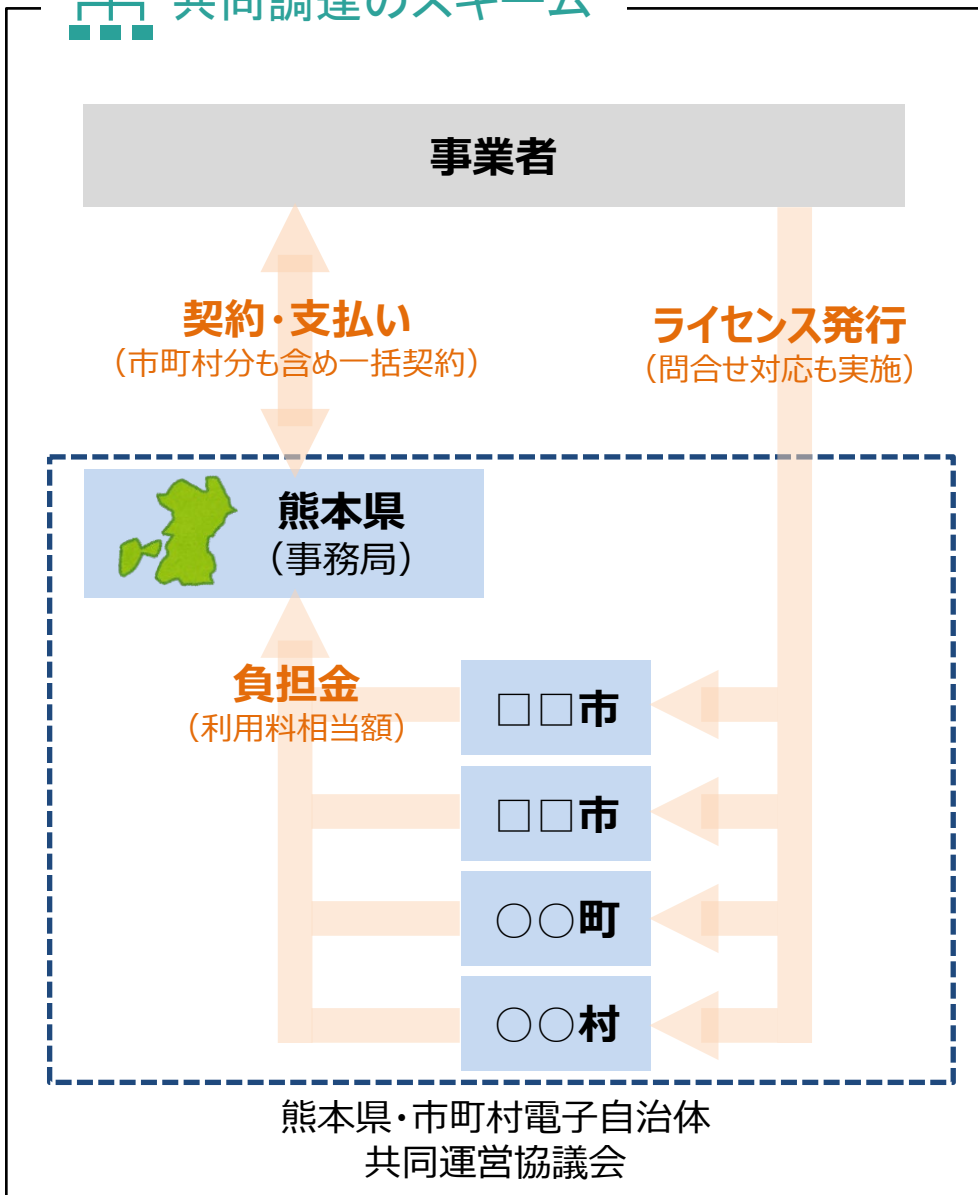 共同調達のスキーム
事業者
契約・支払い
（市町村分も含め一括契約）
ライセンス発行
（問合せ対応も実施）
熊本県
（事務局）
負担金
（利用料相当額）
□□市
□□市
○○町
○○村
熊本県・市町村電子自治体
共同運営協議会